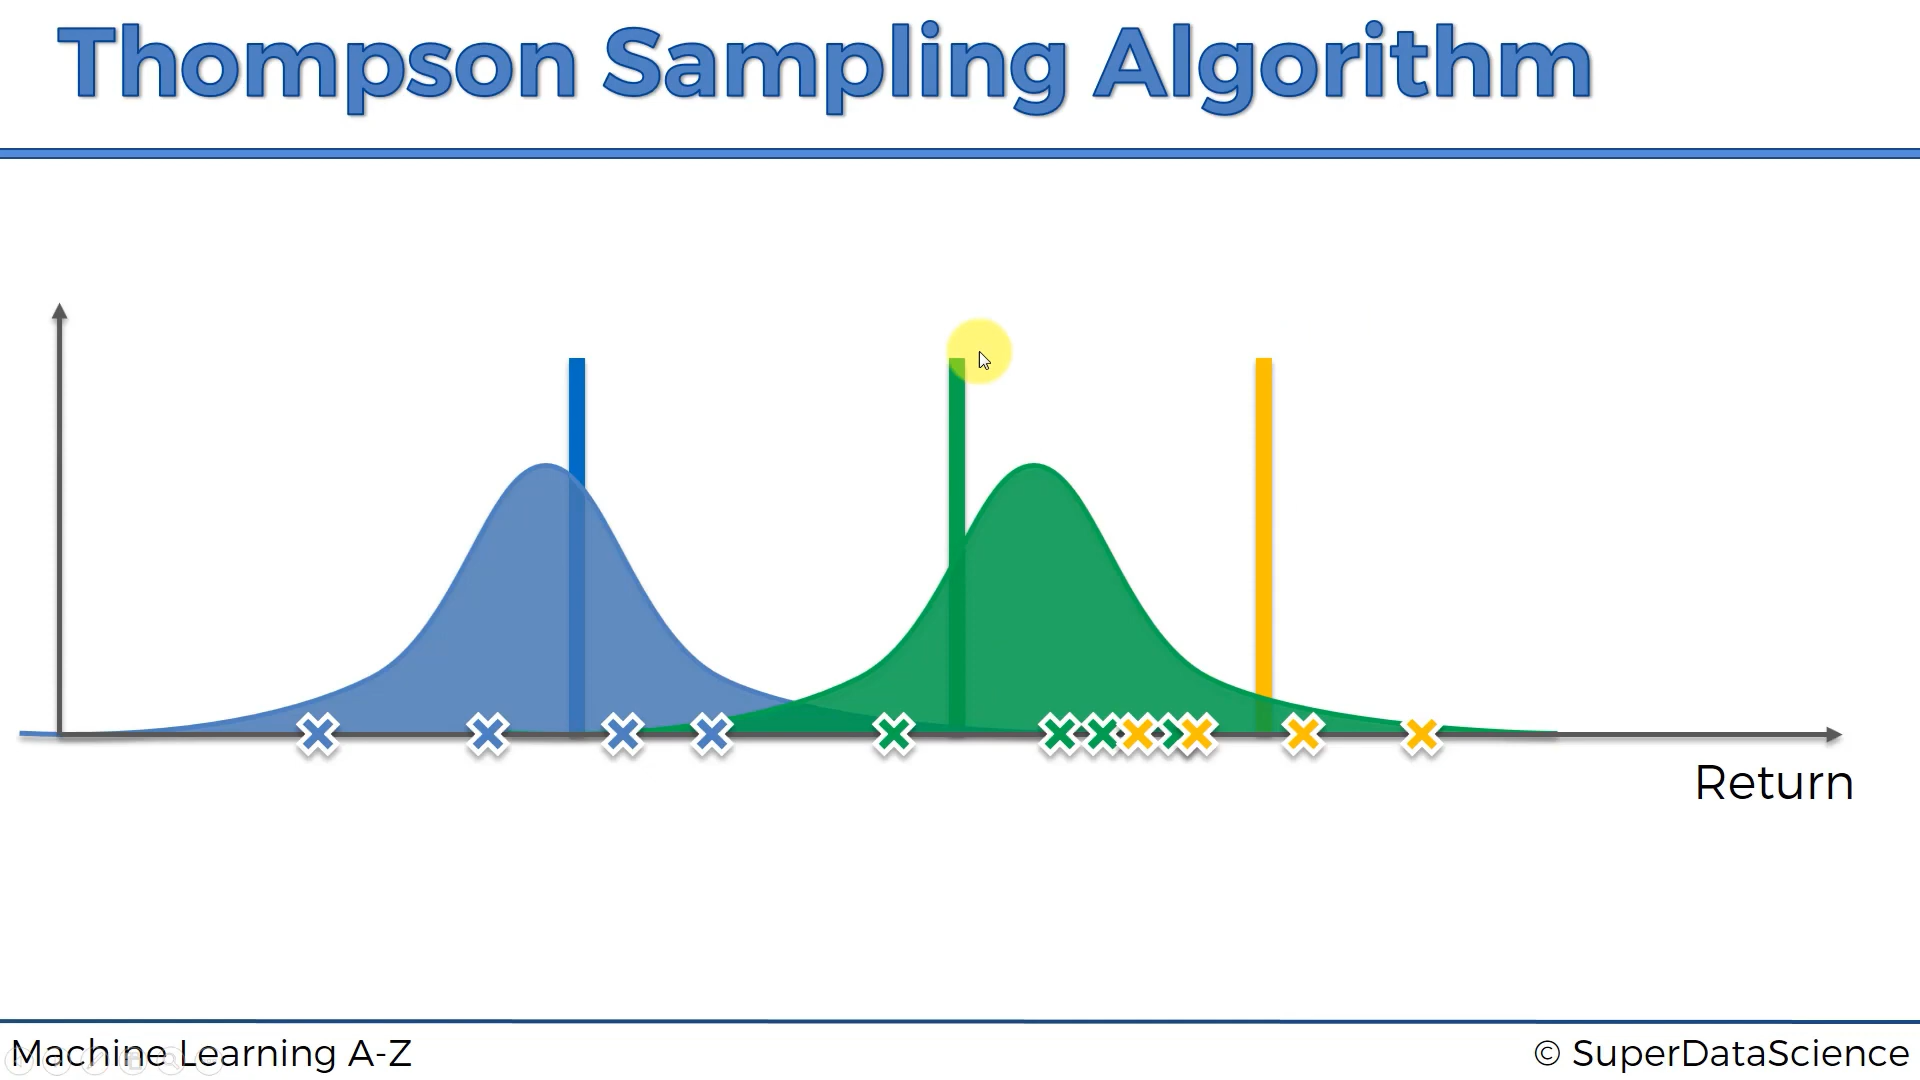 Thompson Sampling Algorithm
Return
Machine Learning A-Z
© SuperDataScience